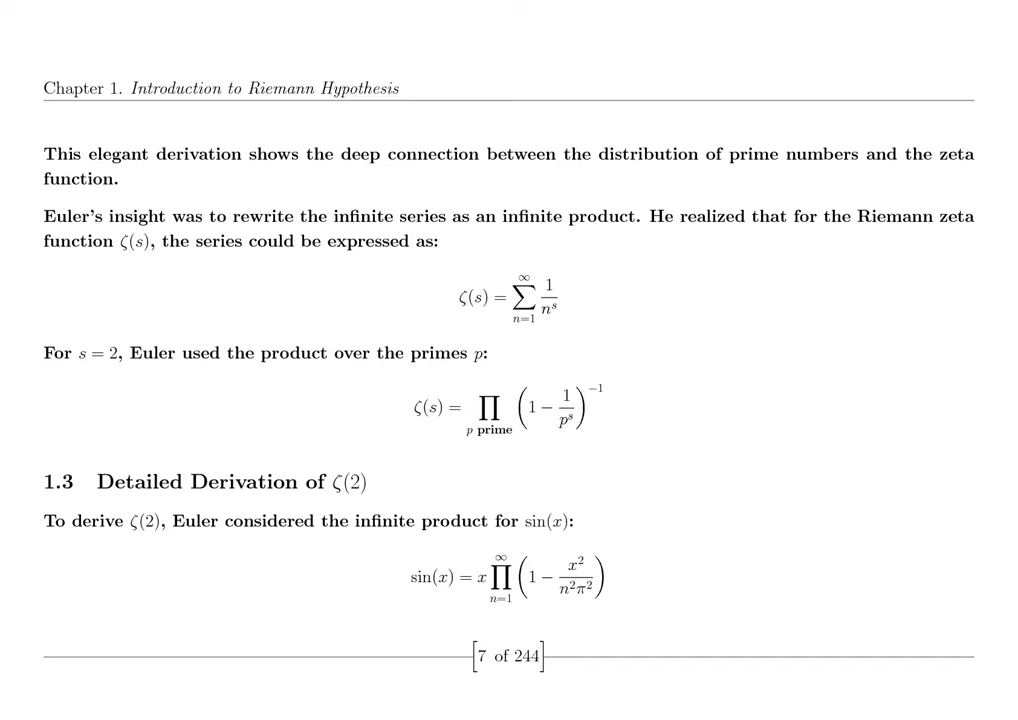 Chapter 1. Introduction to Riemann Hypothesis
This elegant derivation shows the deep connection between the distribution of prime numbers and the zeta
function.
Euler's insight was to rewrite the infinite series as an infinite product. He realized that for the Riemann zeta
function ζ(s), the series could be expressed as:
ζ(s) = ∑_{n=1}^{∞} 1/n^s
For s = 2, Euler used the product over the primes p:
ζ(s) = ∏_{p prime} (1 − 1/p^s)^{−1}
1.3 Detailed Derivation of ζ(2)
To derive ζ(2), Euler considered the infinite product for sin(x):
sin(x) = x ∏_{n=1}^{∞} (1 − x^2/(n^2π^2))
[7 of 244]